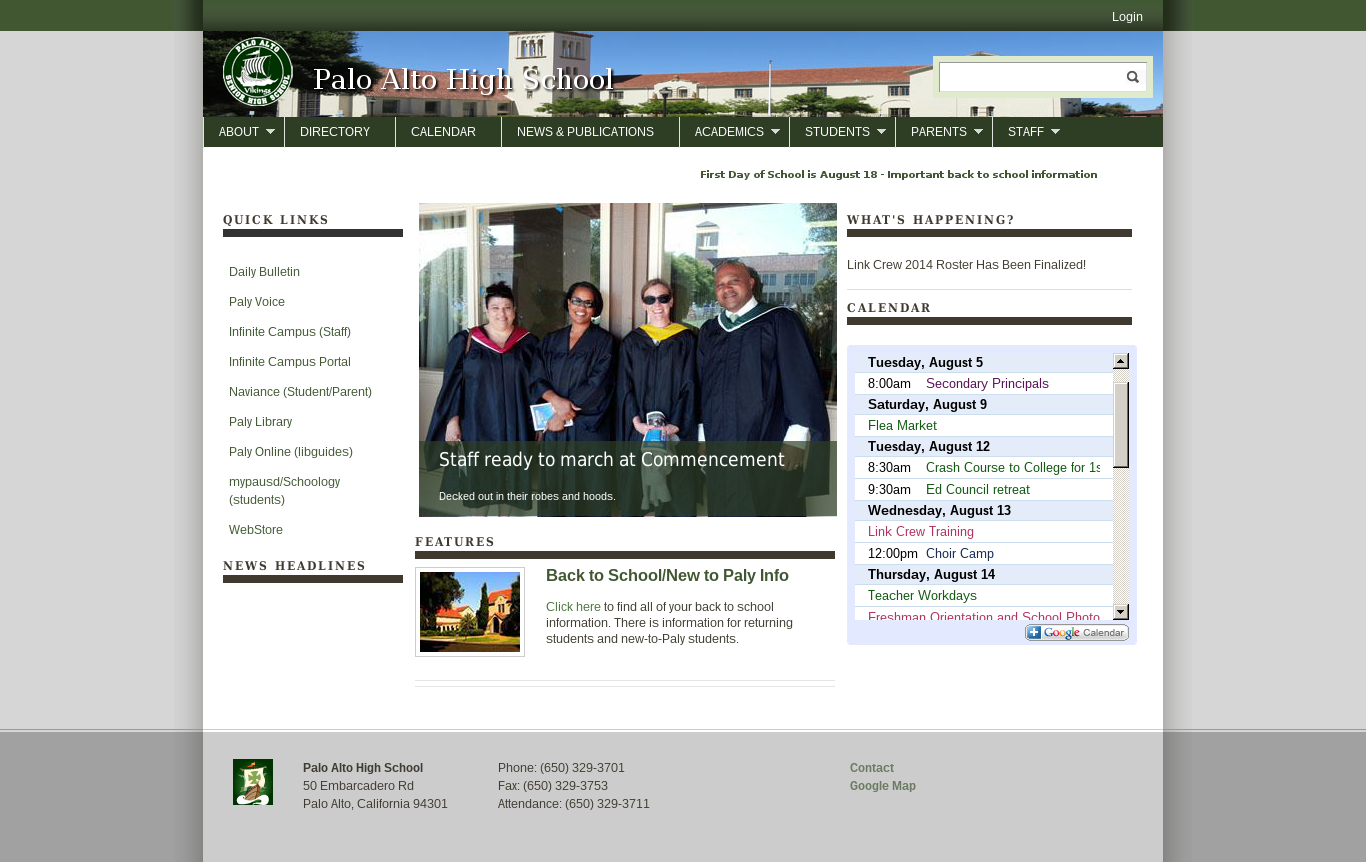 Login
PALO ALTO
Vikings
SENIOR HIGH SCHOOL
Palo Alto High School
ABOUT
DIRECTORY
CALENDAR
NEWS & PUBLICATIONS
ACADEMICS
STUDENTS
PARENTS
STAFF
First Day of School is August 18 - Important back to school information
QUICK LINKS
Daily Bulletin
Paly Voice
Infinite Campus (Staff)
Infinite Campus Portal
Naviance (Student/Parent)
Paly Library
Paly Online (libguides)
mypausd/Schoology
(students)
WebStore
NEWS HEADLINES
Staff ready to march at Commencement
Decked out in their robes and hoods.
FEATURES
Back to School/New to Paly Info
Click here to find all of your back to school
information. There is information for returning
students and new-to-Paly students.
WHAT'S HAPPENING?
Link Crew 2014 Roster Has Been Finalized!
CALENDAR
Tuesday, August 5
8:00am Secondary Principals
Saturday, August 9
Flea Market
Tuesday, August 12
8:30am Crash Course to College for 1s
9:30am Ed Council retreat
Wednesday, August 13
Link Crew Training
12:00pm Choir Camp
Thursday, August 14
Teacher Workdays
Freshman Orientation and School Photo
Google Calendar
Palo Alto High School
50 Embarcadero Rd
Palo Alto, California 94301
Phone: (650) 329-3701
Fax: (650) 329-3753
Attendance: (650) 329-3711
Contact
Google Map